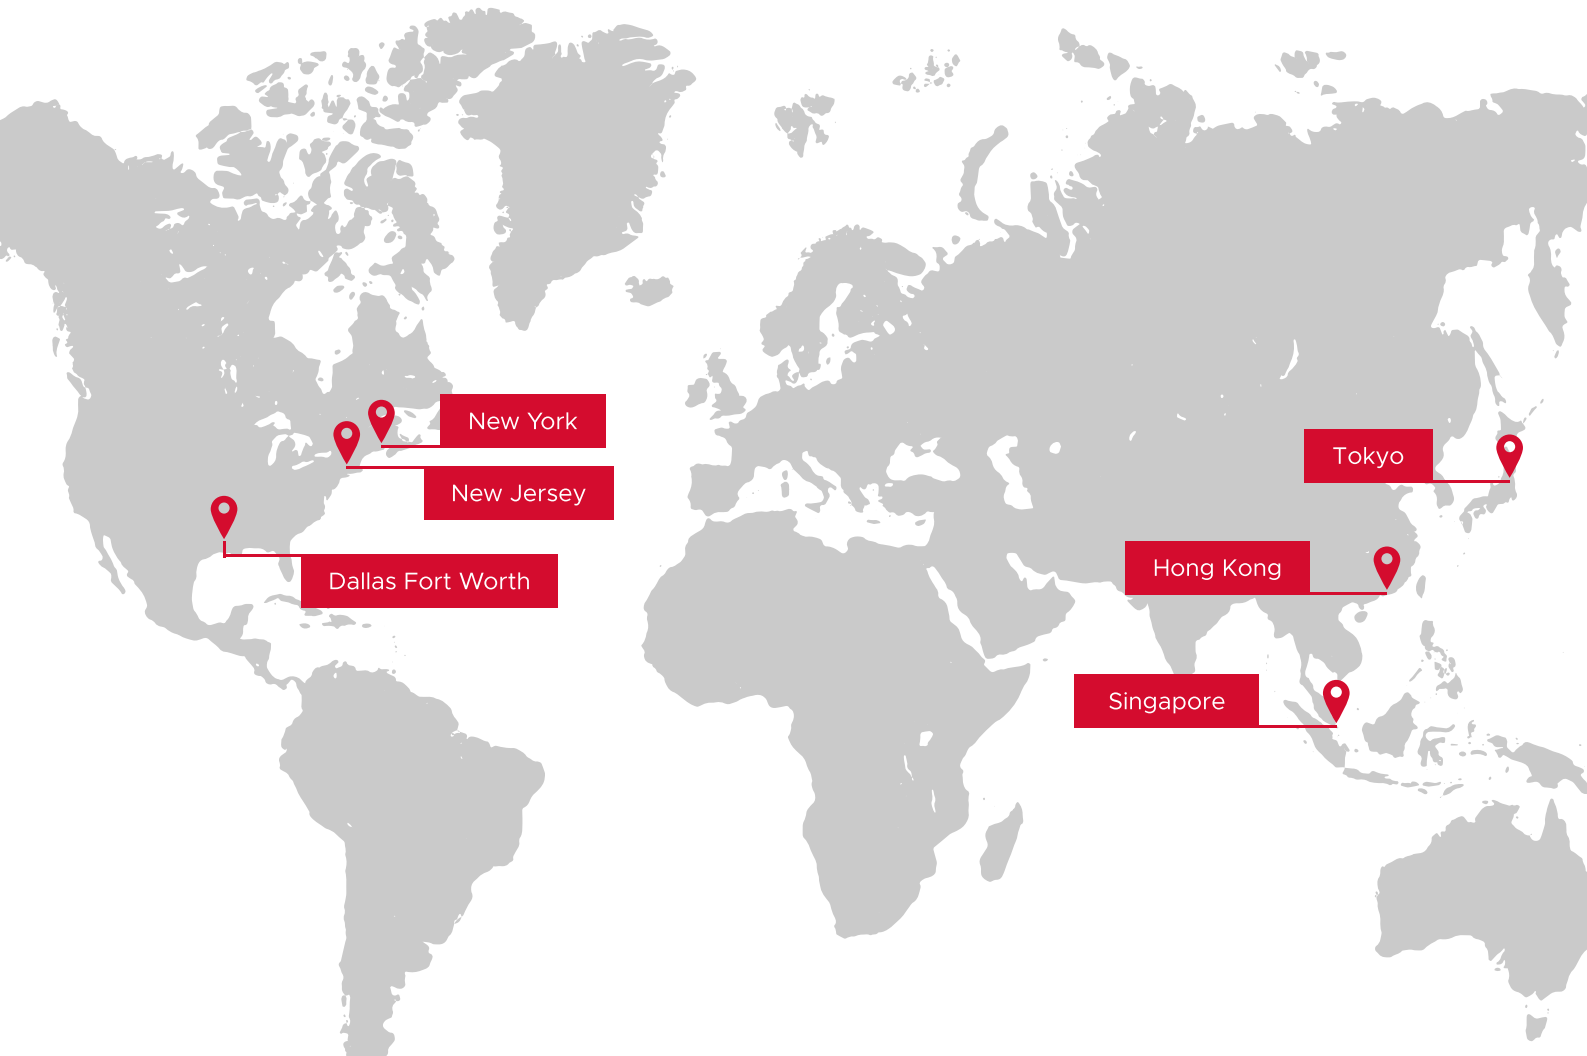 New York
New Jersey
Dallas Fort Worth
Tokyo
Hong Kong
Singapore